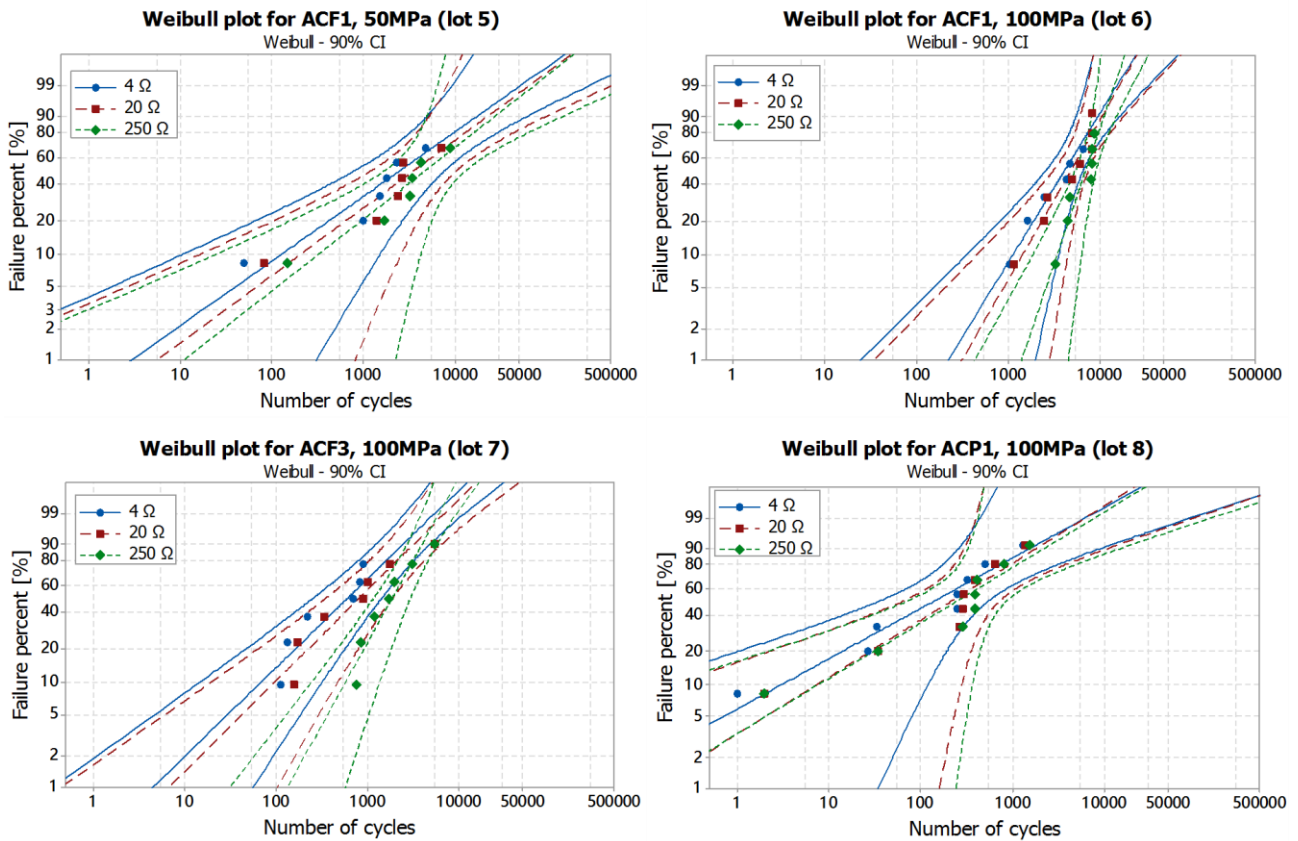 Weibull plot for ACF1, 50MPa (lot 5)
Weibull - 90% CI
4 Ω
20 Ω
250 Ω
Failure percent [%]
99
90
80
60
40
20
10
5
3
2
1
1 10 100 1000 10000 50000 500000
Number of cycles
Weibull plot for ACF1, 100MPa (lot 6)
Weibull - 90% CI
4 Ω
20 Ω
250 Ω
Failure percent [%]
99
90
80
60
40
20
10
5
2
1
1 10 100 1000 10000 50000 500000
Number of cycles
Weibull plot for ACF3, 100MPa (lot 7)
Weibull - 90% CI
4 Ω
20 Ω
250 Ω
Failure percent [%]
99
90
80
60
40
20
10
5
2
1
1 10 100 1000 10000 50000 500000
Number of cycles
Weibull plot for ACP1, 100MPa (lot 8)
Weibull - 90% CI
4 Ω
20 Ω
250 Ω
Failure percent [%]
99
90
80
60
40
20
10
5
2
1
1 10 100 1000 10000 50000 500000
Number of cycles